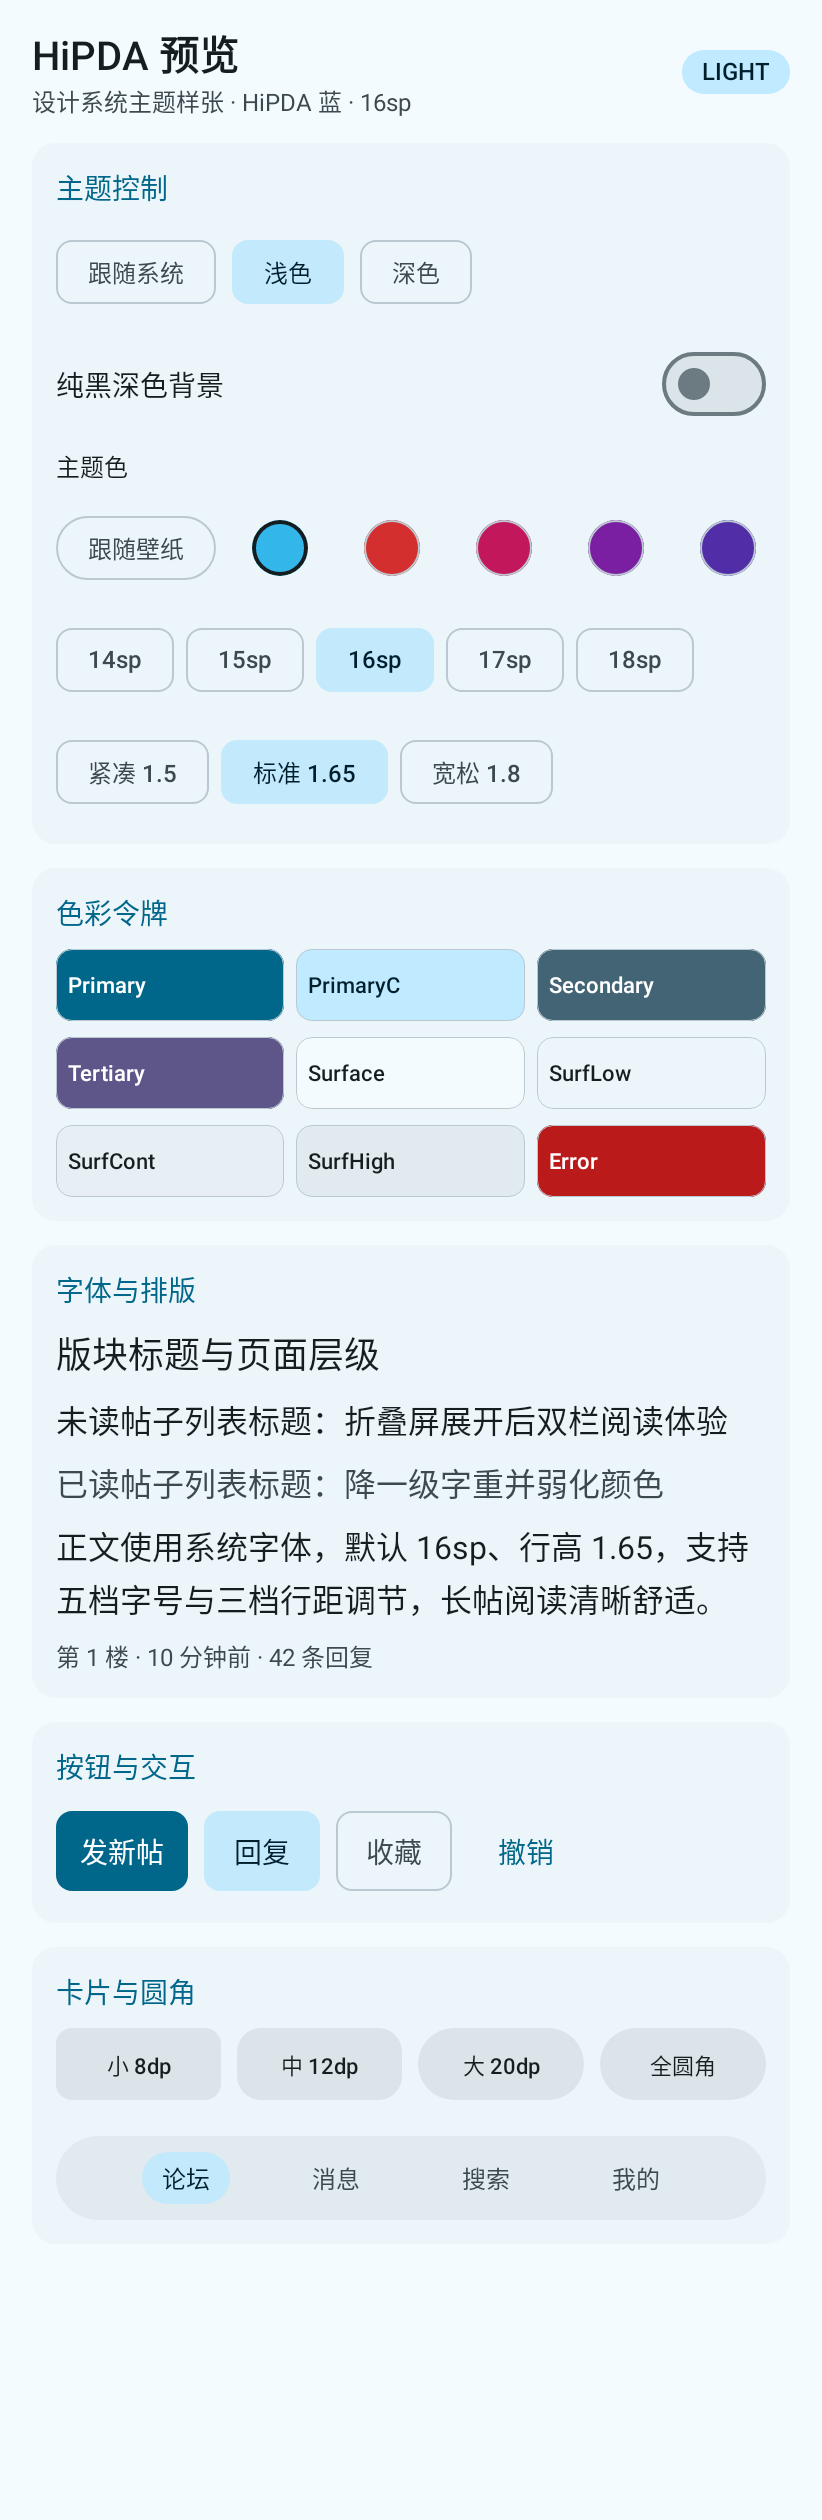 HiPDA 预览
LIGHT
设计系统主题样张 · HiPDA 蓝 · 16sp
主题控制
跟随系统 浅色 深色
纯黑深色背景
主题色
跟随壁纸
14sp 15sp 16sp 17sp 18sp
紧凑 1.5 标准 1.65 宽松 1.8
色彩令牌
Primary PrimaryC Secondary
Tertiary Surface SurfLow
SurfCont SurfHigh Error
字体与排版
版块标题与页面层级
未读帖子列表标题：折叠屏展开后双栏阅读体验
已读帖子列表标题：降一级字重并弱化颜色
正文使用系统字体，默认 16sp、行高 1.65，支持
五档字号与三档行距调节，长帖阅读清晰舒适。
第 1 楼 · 10 分钟前 · 42 条回复
按钮与交互
发新帖 回复 收藏 撤销
卡片与圆角
小 8dp 中 12dp 大 20dp 全圆角
论坛 消息 搜索 我的